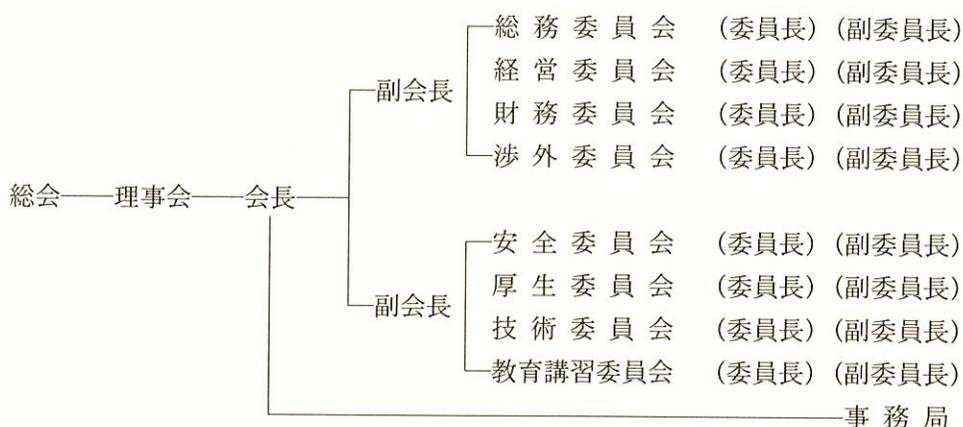 総務委員会 (委員長) (副委員長)
経営委員会 (委員長) (副委員長)
副会長
財務委員会 (委員長) (副委員長)
渉外委員会 (委員長) (副委員長)
総会 理事会 会長
安全委員会 (委員長) (副委員長)
厚生委員会 (委員長) (副委員長)
副会長
技術委員会 (委員長) (副委員長)
教育講習委員会 (委員長) (副委員長)
事務局